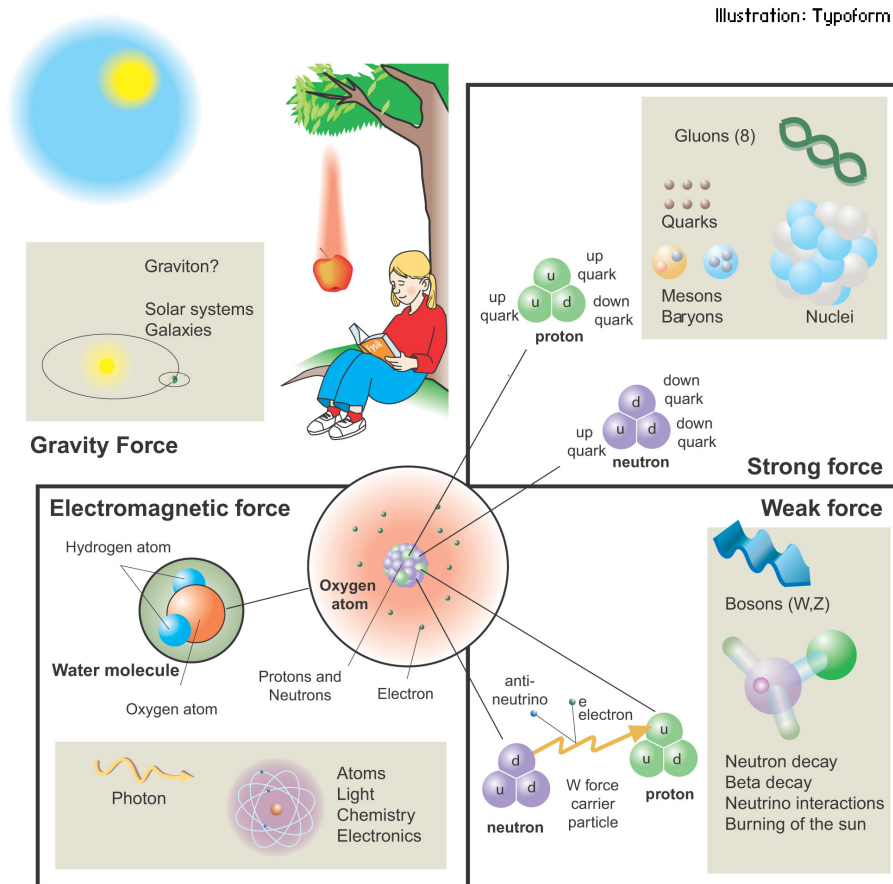 Illustration: Typoform
Graviton?
Solar systems
Galaxies
Gravity Force
Fysik
Gluons (8)
Quarks
Mesons
Baryons
Nuclei
up
quark
u
up
quark
u
d
down
quark
proton
down
quark
d
up
quark
u
d
down
quark
neutron
Strong force
Electromagnetic force
Hydrogen atom
Water molecule
Oxygen atom
Oxygen
atom
Protons and
Neutrons
Electron
Photon
Atoms
Light
Chemistry
Electronics
Weak force
Bosons (W,Z)
anti-
neutrino
e
electron
d
u
d
neutron
W force
carrier
particle
u
u
d
proton
Neutron decay
Beta decay
Neutrino interactions
Burning of the sun